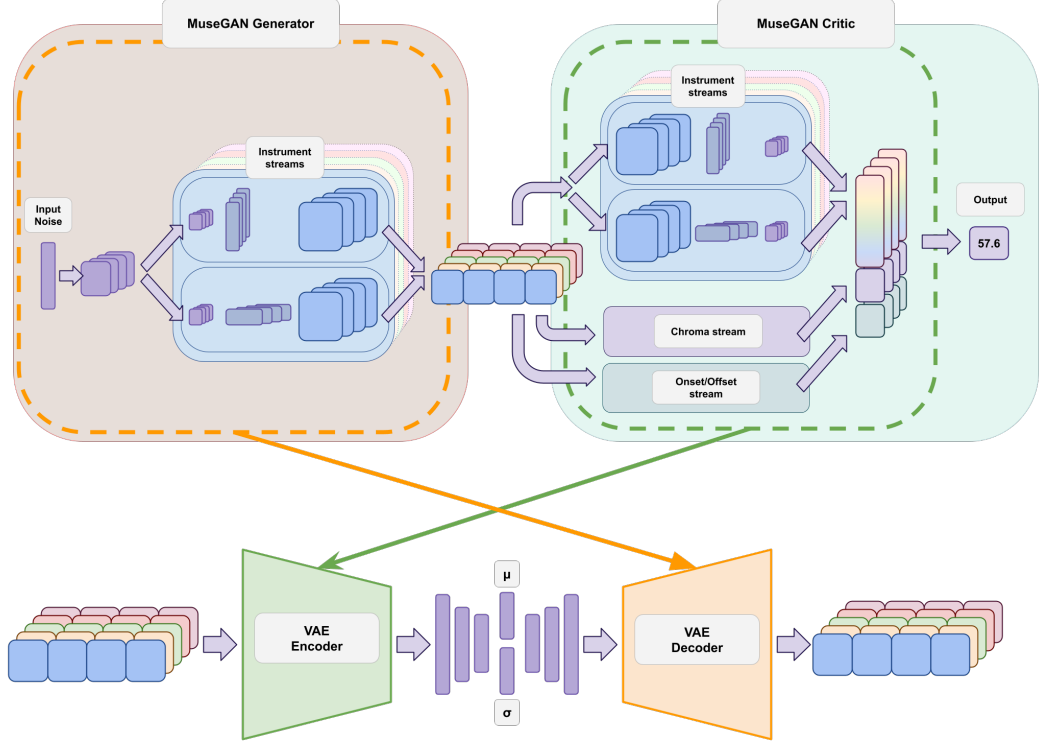 MuseGAN Generator
MuseGAN Critic
Instrument
streams
Input
Noise
Instrument
streams
Output
57.6
Chroma stream
Onset/Offset
stream
μ
VAE
Encoder
VAE
Decoder
σ